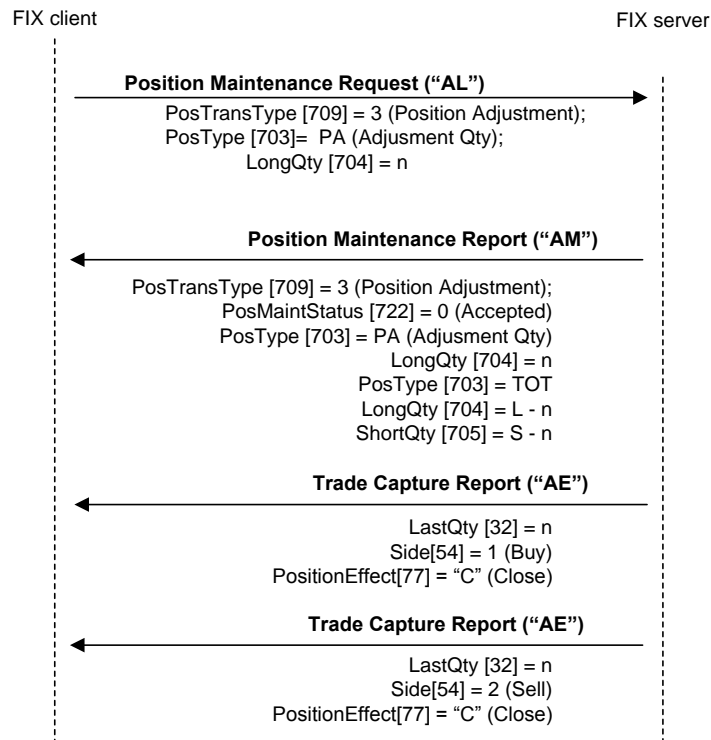 FIX client
FIX server
Position Maintenance Request (“AL”)
PosTransType [709] = 3 (Position Adjustment);
PosType [703]= PA (Adjusment Qty);
LongQty [704] = n
Position Maintenance Report (“AM”)
PosTransType [709] = 3 (Position Adjustment);
PosMaintStatus [722] = 0 (Accepted)
PosType [703] = PA (Adjusment Qty)
LongQty [704] = n
PosType [703] = TOT
LongQty [704] = L - n
ShortQty [705] = S - n
Trade Capture Report (“AE”)
LastQty [32] = n
Side[54] = 1 (Buy)
PositionEffect[77] = “C” (Close)
Trade Capture Report (“AE”)
LastQty [32] = n
Side[54] = 2 (Sell)
PositionEffect[77] = “C” (Close)